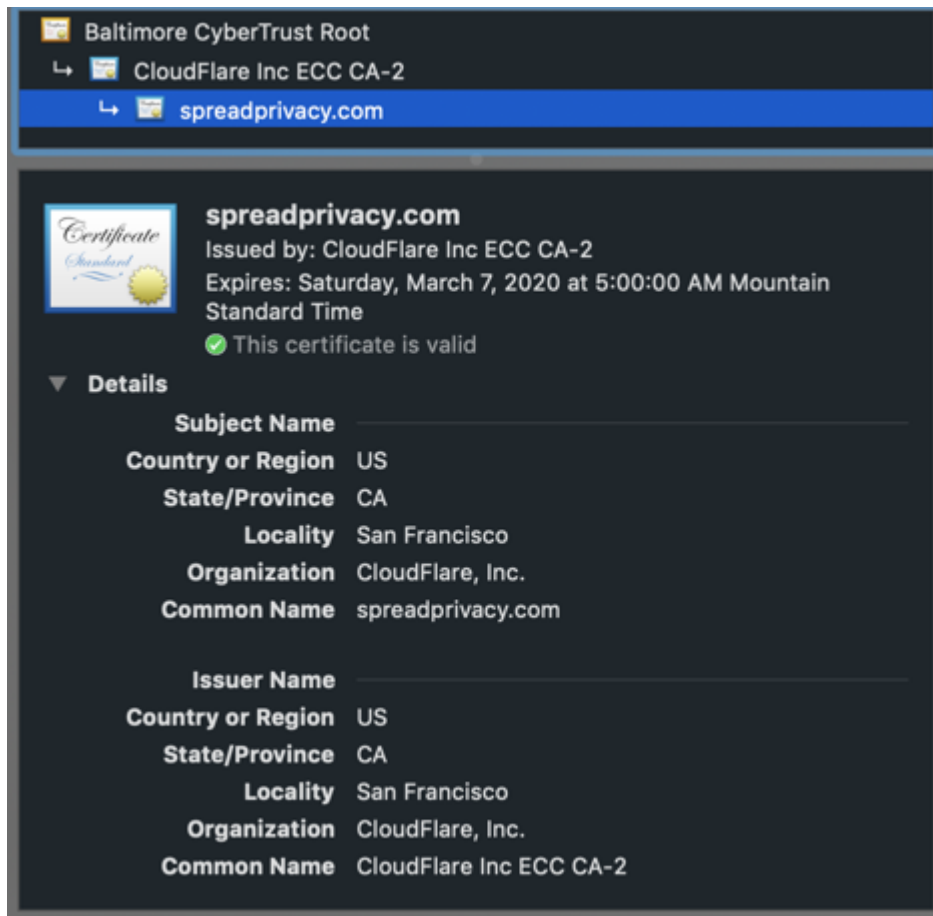 Baltimore CyberTrust Root
CloudFlare Inc ECC CA-2
spreadprivacy.com
Certificate
Standard
spreadprivacy.com
Issued by: CloudFlare Inc ECC CA-2
Expires: Saturday, March 7, 2020 at 5:00:00 AM Mountain
Standard Time
This certificate is valid
Details
Subject Name
Country or Region US
State/Province CA
Locality San Francisco
Organization CloudFlare, Inc.
Common Name spreadprivacy.com
Issuer Name
Country or Region US
State/Province CA
Locality San Francisco
Organization CloudFlare, Inc.
Common Name CloudFlare Inc ECC CA-2